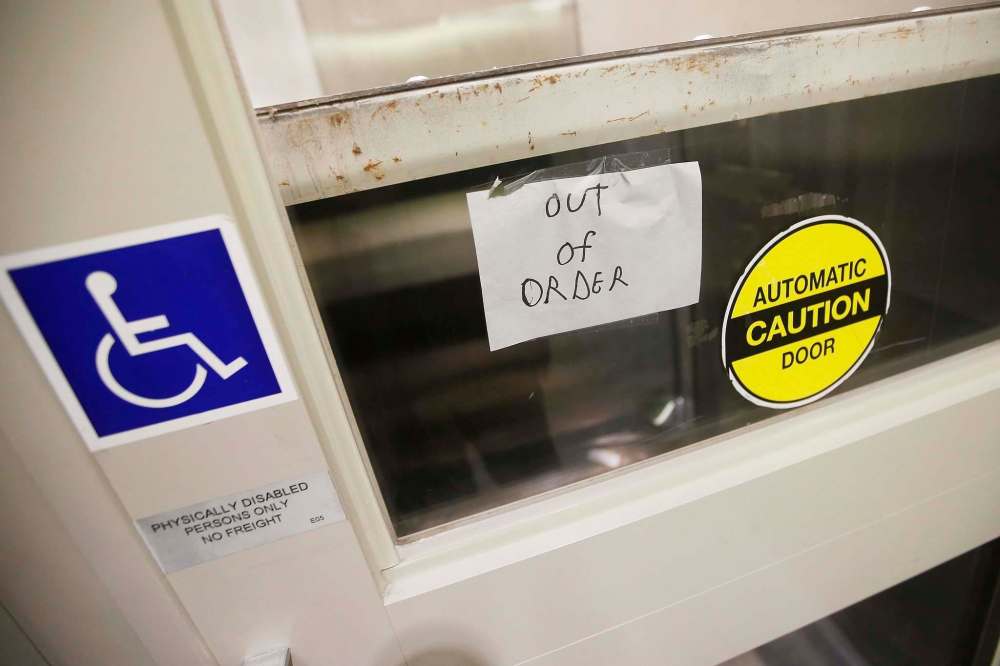 OUT
of
ORDER
AUTOMATIC
CAUTION
DOOR
PHYSICALLY DISABLED
PERSONS ONLY
NO FREIGHT
E05